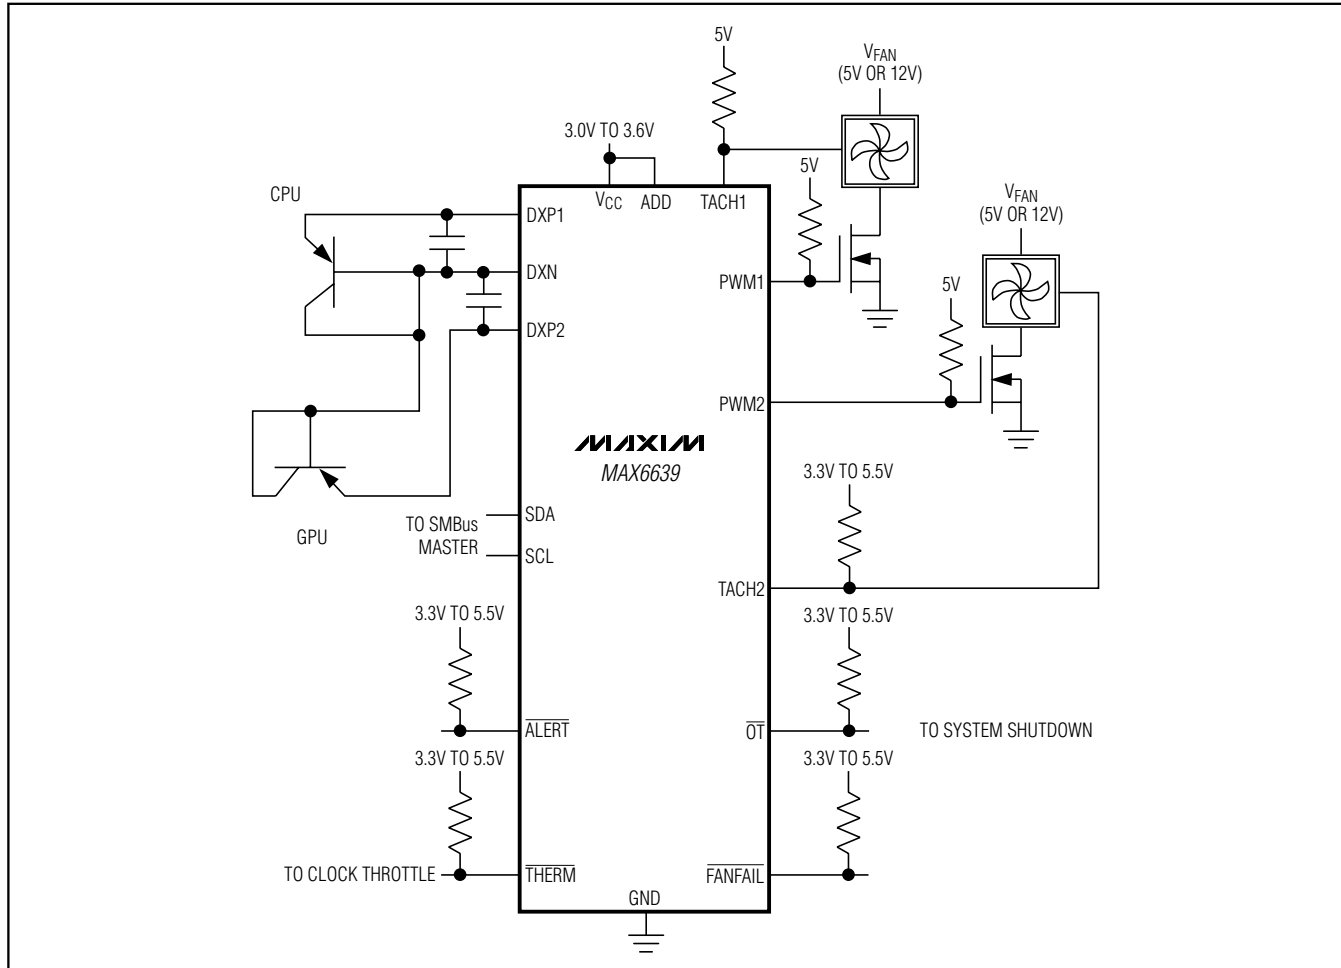 5V
VFAN
(5V OR 12V)
3.0V TO 3.6V
5V
CPU
VCC
ADD
TACH1
VFAN
(5V OR 12V)
DXP1
DXN
PWM1
5V
DXP2
PWM2
MAXIM
MAX6639
3.3V TO 5.5V
SDA
TO SMBus
MASTER
GPU
SCL
TACH2
3.3V TO 5.5V
3.3V TO 5.5V
ALERT
OT
TO SYSTEM SHUTDOWN
3.3V TO 5.5V
3.3V TO 5.5V
TO CLOCK THROTTLE
THERM
FANFAIL
GND